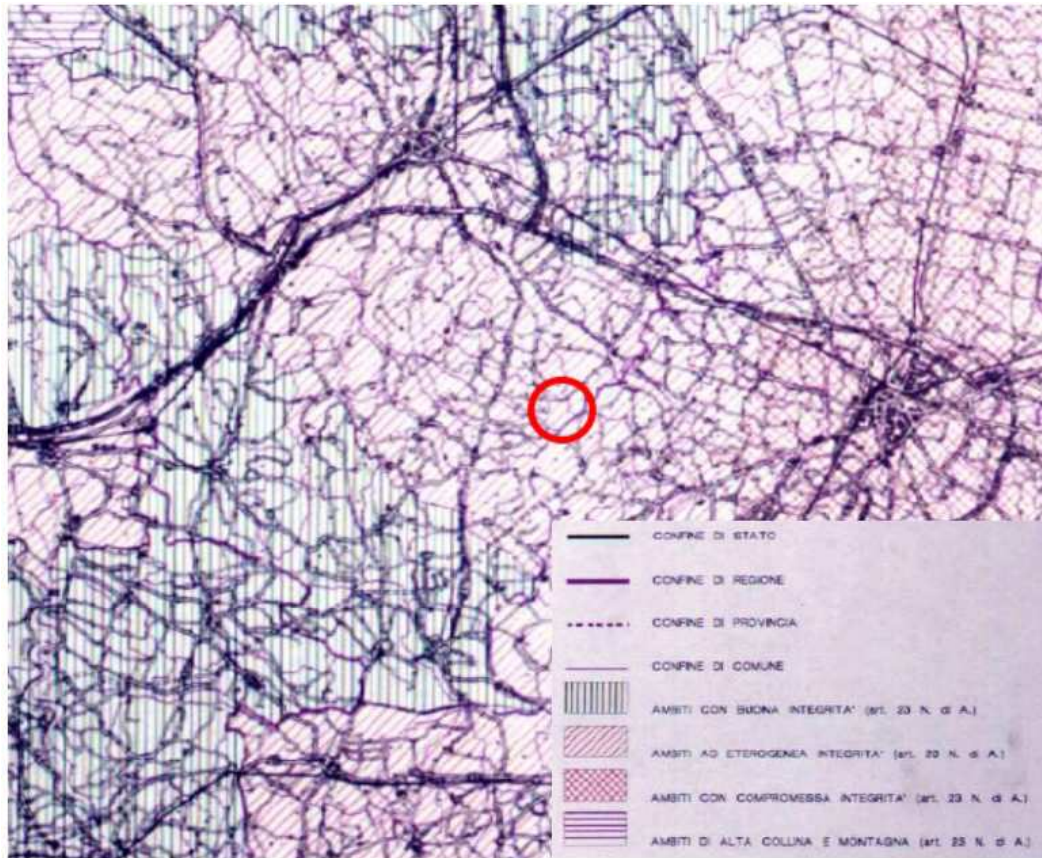 CONFINE DI STATO
CONFINE DI REGIONE
CONFINE DI PROVINCIA
CONFINE DI COMUNE
AMBITI CON BUONA INTEGRITA' (art. 23 N. di A.)
AMBITI AD ETEROGENEA INTEGRITA' (art. 23 N. di A.)
AMBITI CON COMPROMESSA INTEGRITA' (art. 23 N. di A.)
AMBITI DI ALTA COLLINA E MONTAGNA (art. 23 N. di A.)